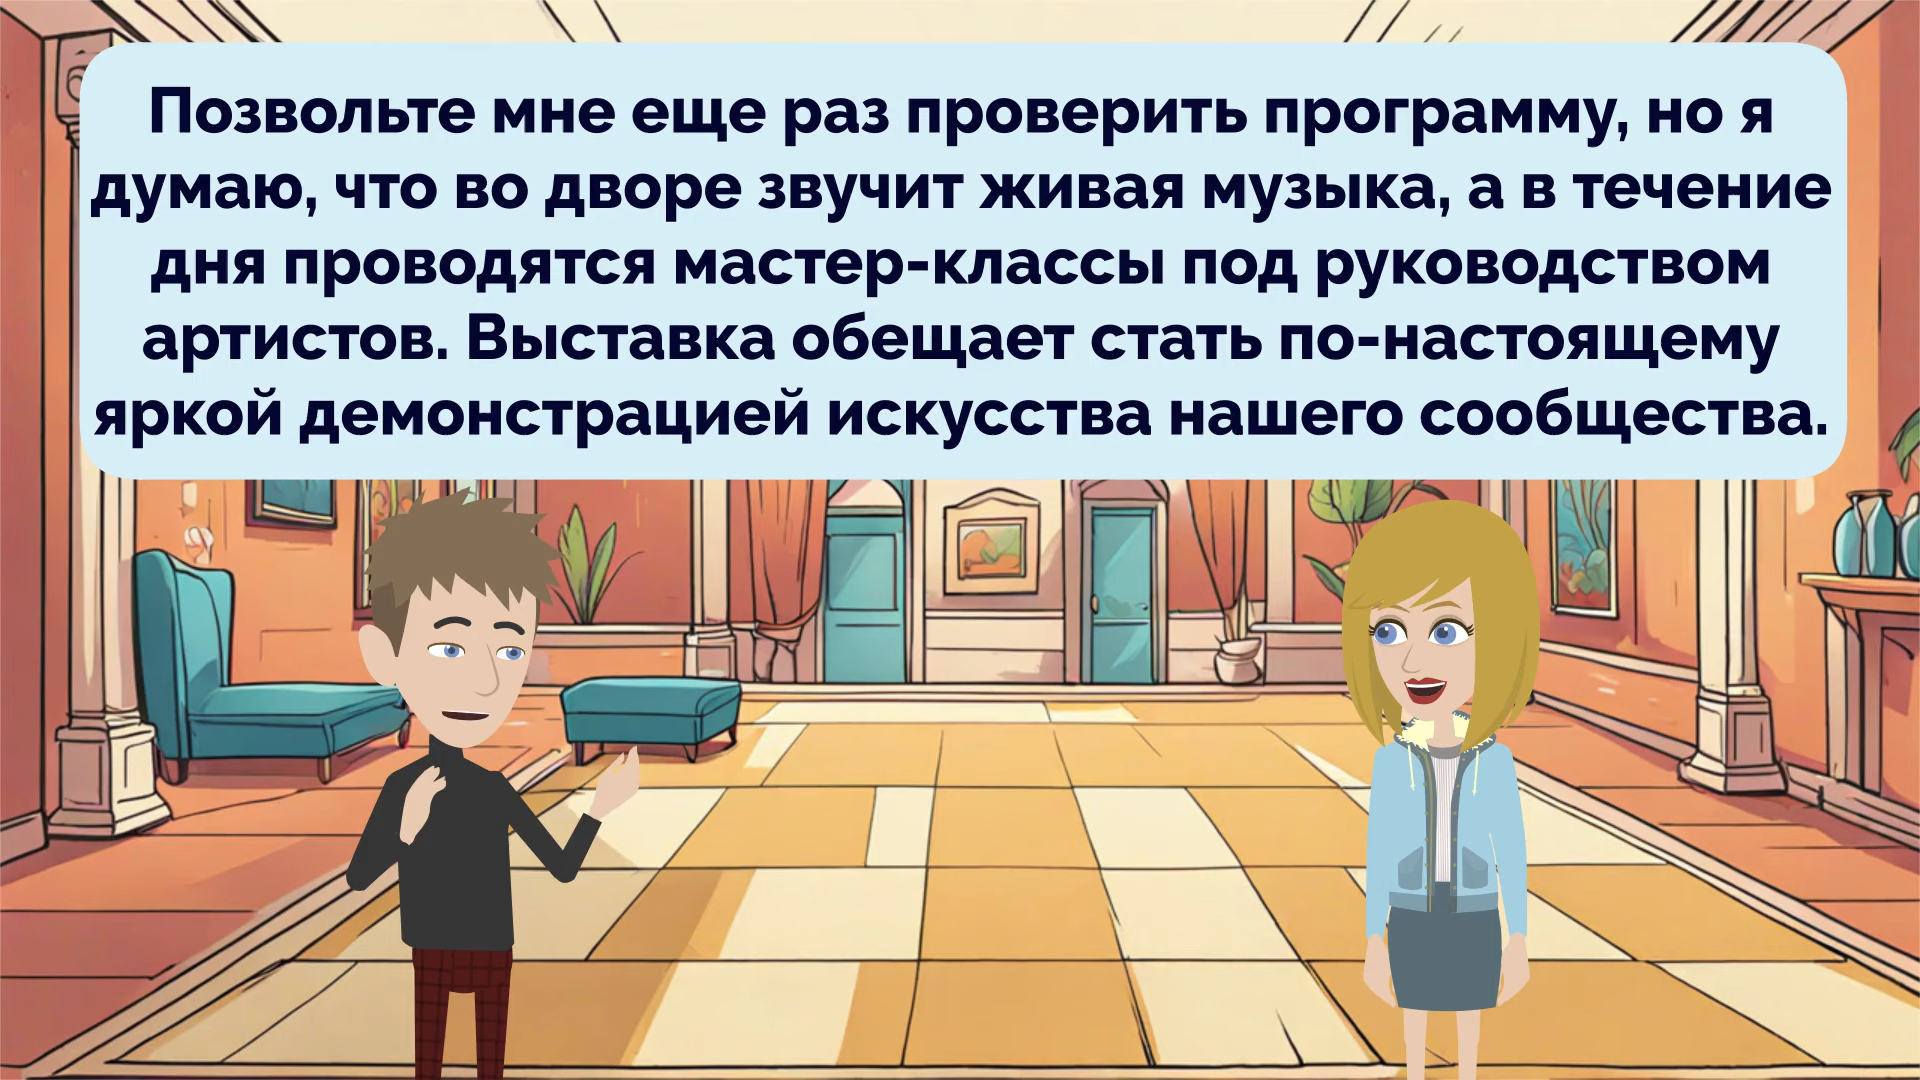 Позвольте мне еще раз проверить программу, но я
думаю, что во дворе звучит живая музыка, а в течение
дня проводятся мастер-классы под руководством
артистов. Выставка обещает стать по-настоящему
яркой демонстрацией искусства нашего сообщества.